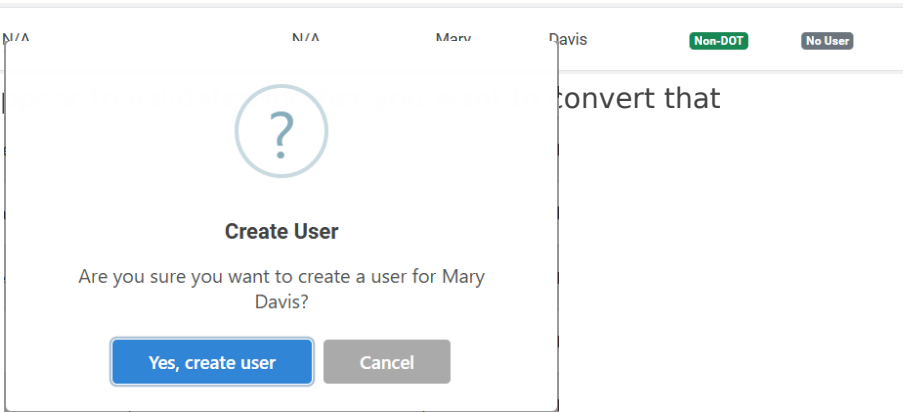 N/A N/A Mary Davis Non-DOT No User
convert that
?
Create User
Are you sure you want to create a user for Mary
Davis?
Yes, create user Cancel